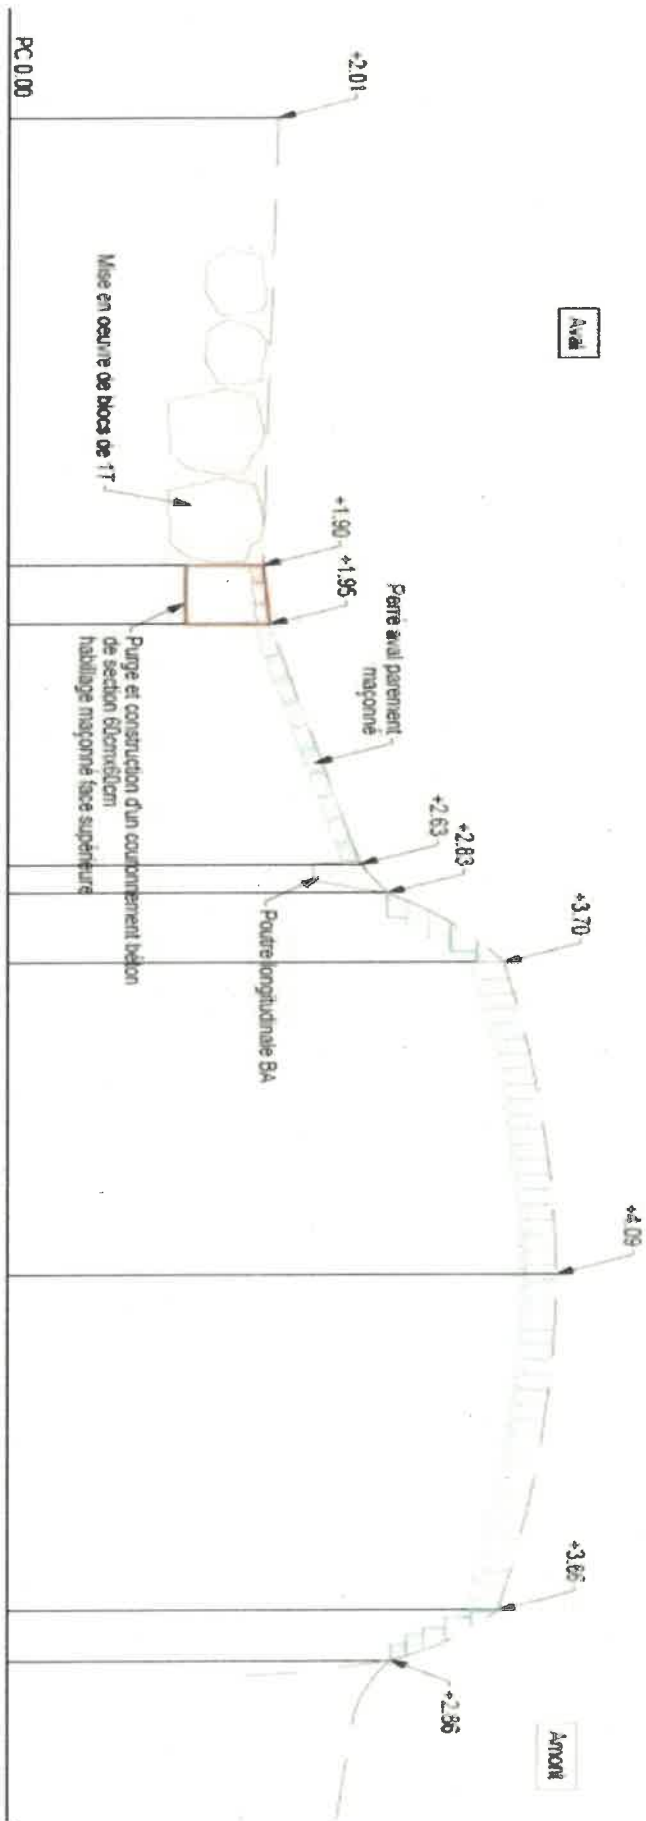 Aval
Amont
+2.01
+1.90
+1.95
+2.63
+2.83
+3.70
+4.09
+3.66
+2.86
Perré aval parement
maçonné
Mise en oeuvre de blocs de 1T
Purge et construction d'un couronnement béton
de section 60cmx60cm
habillage maçonné face supérieure
Poutre longitudinale BA
PC 0.00